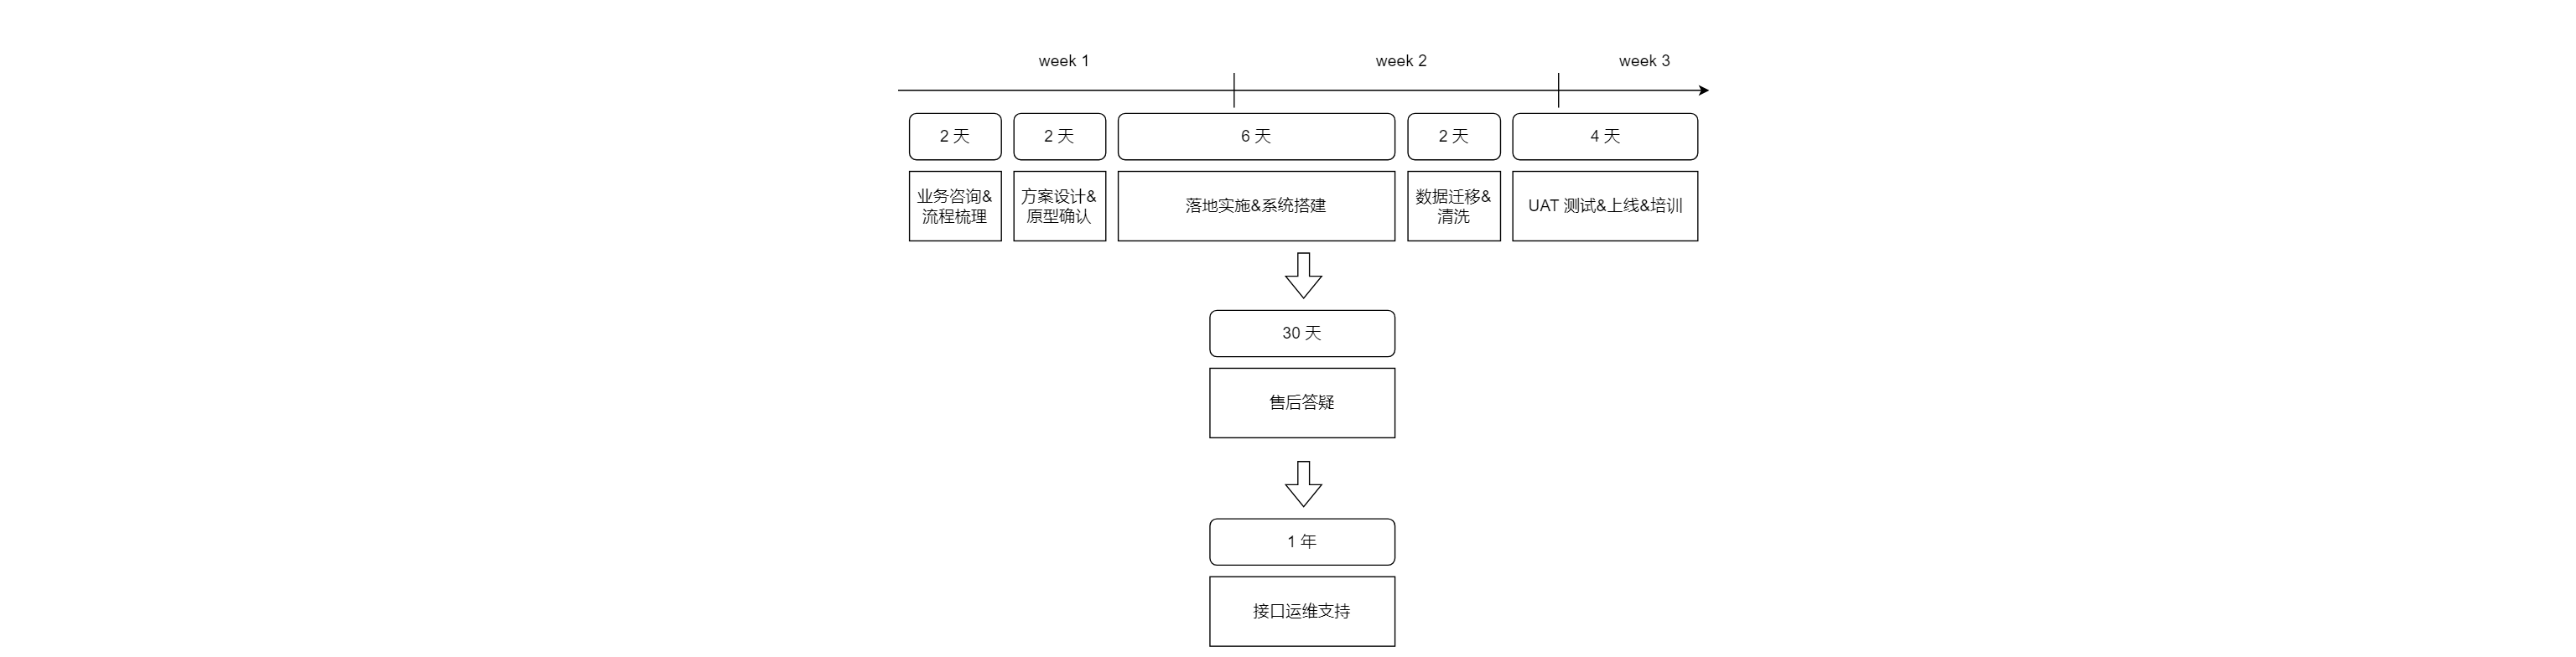 week 1
week 2
week 3
2 天
2 天
6 天
2 天
4 天
业务咨询&
流程梳理
方案设计&
原型确认
落地实施&系统搭建
数据迁移&
清洗
UAT 测试&上线&培训
30 天
售后答疑
1 年
接口运维支持